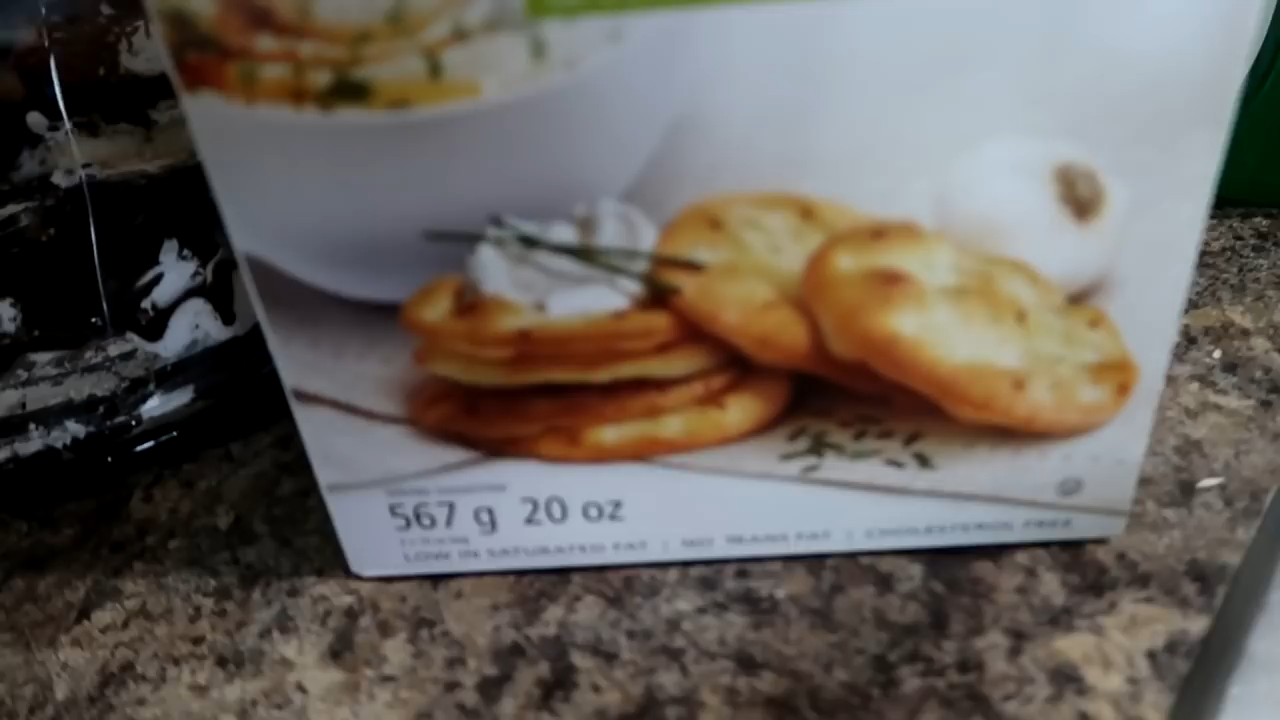 567 g 20 oz
LOW IN SATURATED FAT | NO TRANS FAT | CHOLESTEROL FREE